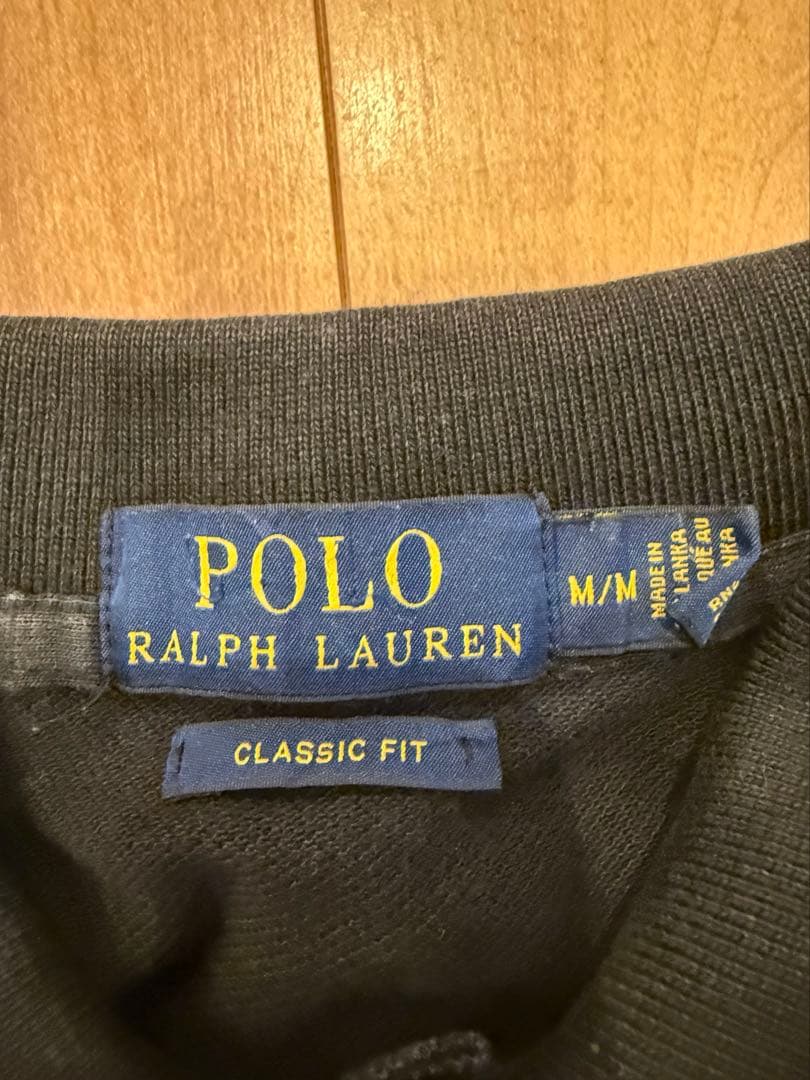 POLO
RALPH LAUREN
M/M
MADE IN
LANKA
CLASSIC FIT